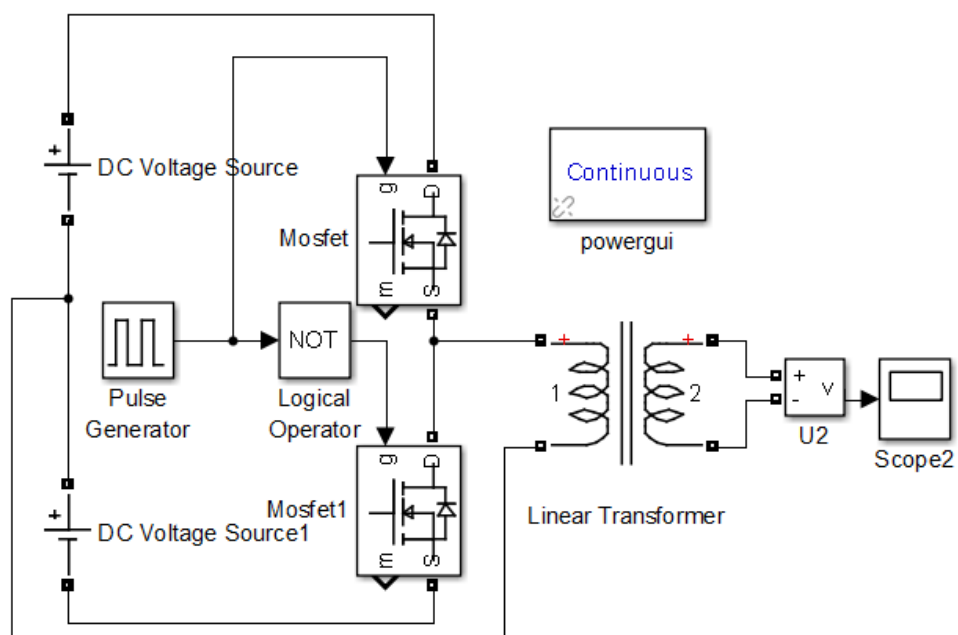 +
DC Voltage Source
Continuous
powergui
g
D
Mosfet
m
S
Pulse
Generator
NOT
Logical
Operator
+
1
+
2
+
-
v
U2
Scope2
g
D
Mosfet1
m
S
+
DC Voltage Source1
Linear Transformer